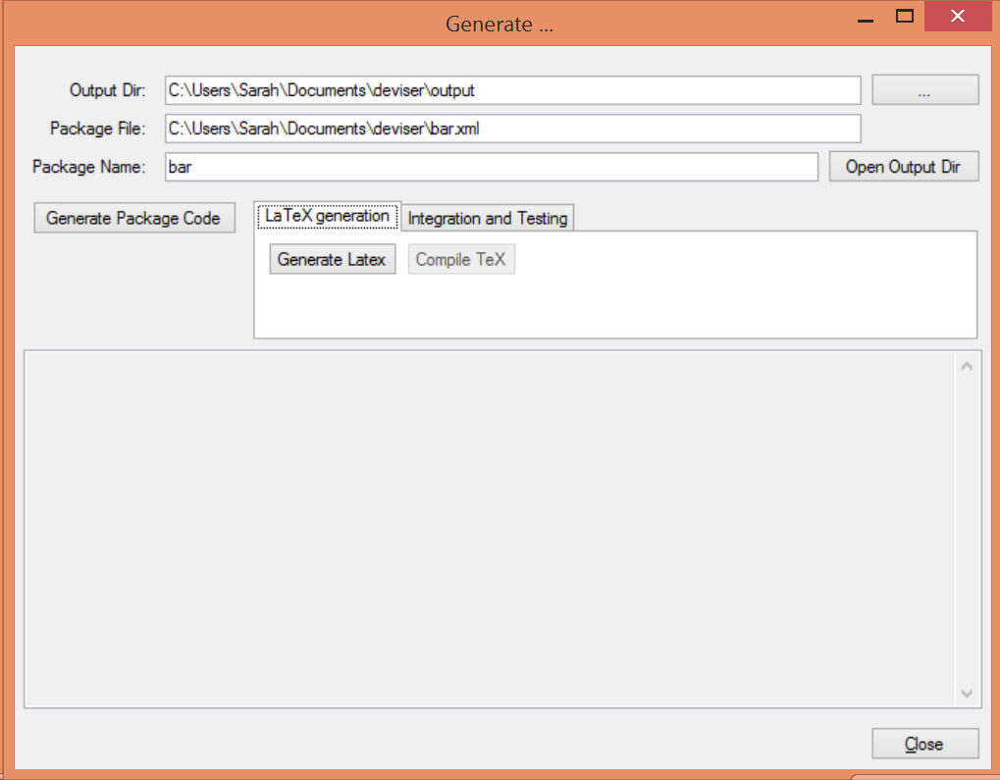 Generate ...
Output Dir: C:\Users\Sarah\Documents\deviser\output ...
Package File: C:\Users\Sarah\Documents\deviser\bar.xml
Package Name: bar Open Output Dir
Generate Package Code LaTeX generation Integration and Testing
Generate Latex Compile TeX
Close